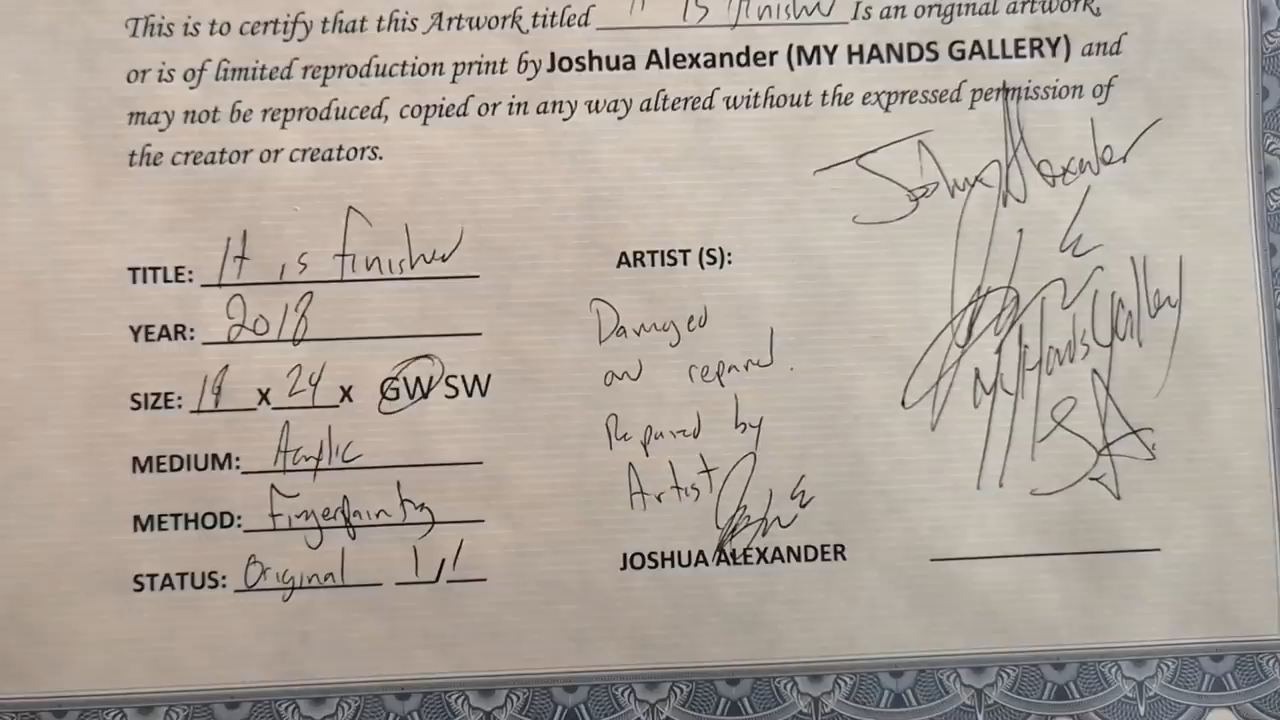 This is to certify that this Artwork titled It is finished Is an original artwork,
or is of limited reproduction print by Joshua Alexander (MY HANDS GALLERY) and
may not be reproduced, copied or in any way altered without the expressed permission of
the creator or creators.
Joshua Alexander
TITLE: It is finished
YEAR: 2018
SIZE: 18 x 24 x GW SW
MEDIUM: Acrylic
METHOD: Fingerpainting
STATUS: Original 1/1
ARTIST (S):
Damaged
and repaired.
Repaired by
Artist
JOSHUA ALEXANDER
My Hands Gallery